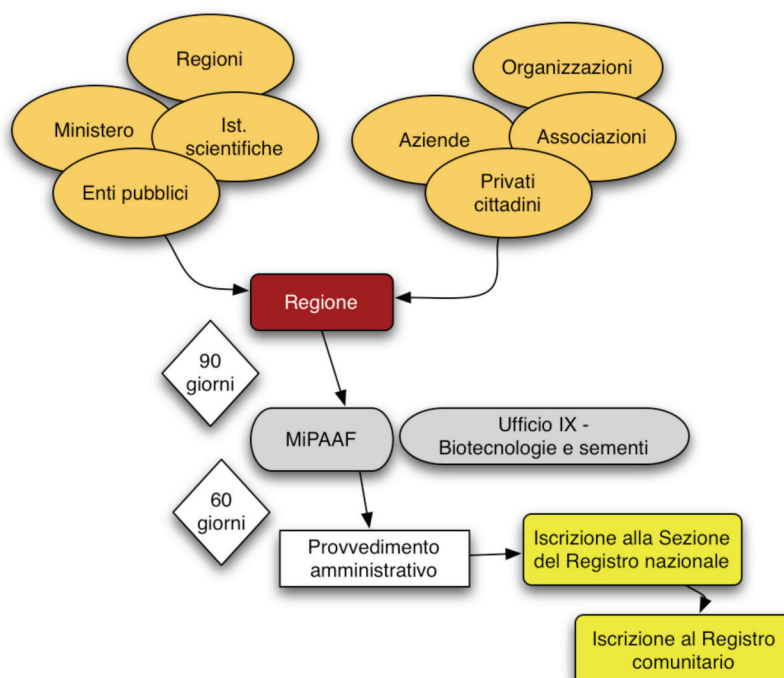 Regioni
Organizzazioni
Ministero
Ist.
scientifiche
Aziende
Associazioni
Enti pubblici
Privati
cittadini
Regione
90
giorni
MiPAAF
Ufficio IX -
Biotecnologie e sementi
60
giorni
Provvedimento
amministrativo
Iscrizione alla Sezione
del Registro nazionale
Iscrizione al Registro
comunitario